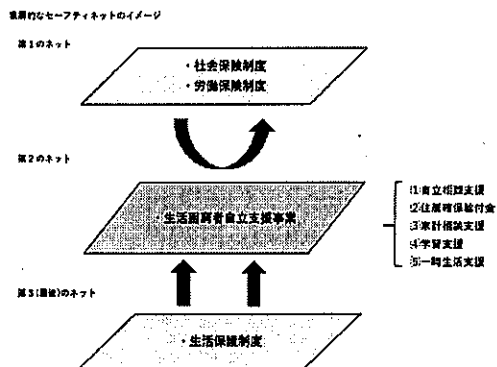 重層的なセーフティネットのイメージ
第1のネット
・社会保険制度
・労働保険制度
第2のネット
・生活困窮者自立支援事業
(1)自立相談支援
(2)住居確保給付金
(3)家計相談支援
(4)学習支援
(5)一時生活支援
第3(最後)のネット
・生活保険制度